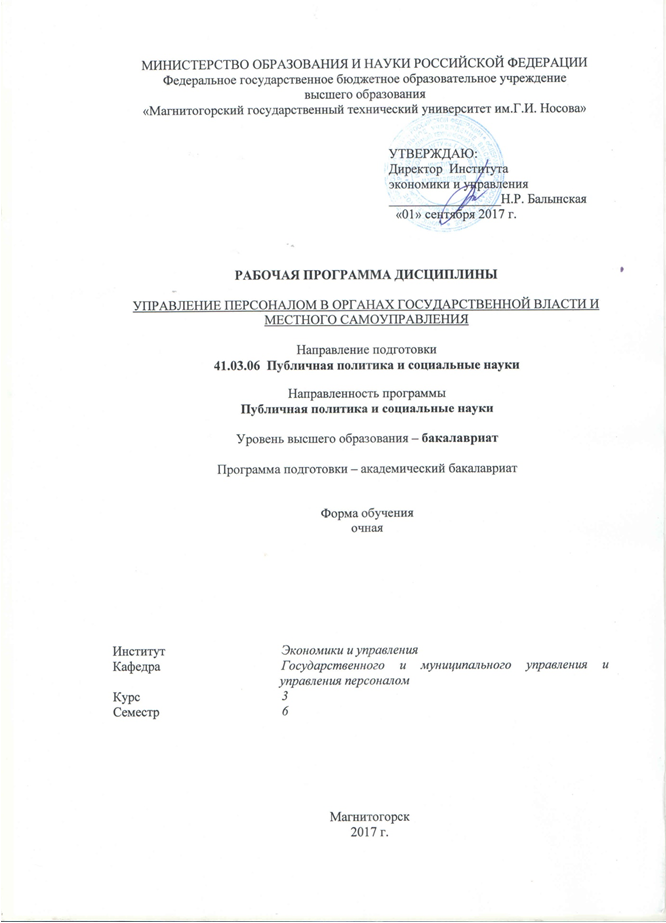 МИНИСТЕРСТВО ОБРАЗОВАНИЯ И НАУКИ РОССИЙСКОЙ ФЕДЕРАЦИИ
Федеральное государственное бюджетное образовательное учреждение
высшего образования
«Магнитогорский государственный технический университет им.Г.И. Носова»
УТВЕРЖДАЮ:
Директор Института
экономики и управления
Н.Р. Балынская
«01» сентября 2017 г.
РАБОЧАЯ ПРОГРАММА ДИСЦИПЛИНЫ
УПРАВЛЕНИЕ ПЕРСОНАЛОМ В ОРГАНАХ ГОСУДАРСТВЕННОЙ ВЛАСТИ И
МЕСТНОГО САМОУПРАВЛЕНИЯ
Направление подготовки
41.03.06 Публичная политика и социальные науки
Направленность программы
Публичная политика и социальные науки
Уровень высшего образования – бакалавриат
Программа подготовки – академический бакалавриат
Форма обучения
очная
Институт Экономики и управления
Кафедра Государственного и муниципального управления и
управления персоналом
Курс 3
Семестр 6
Магнитогорск
2017 г.